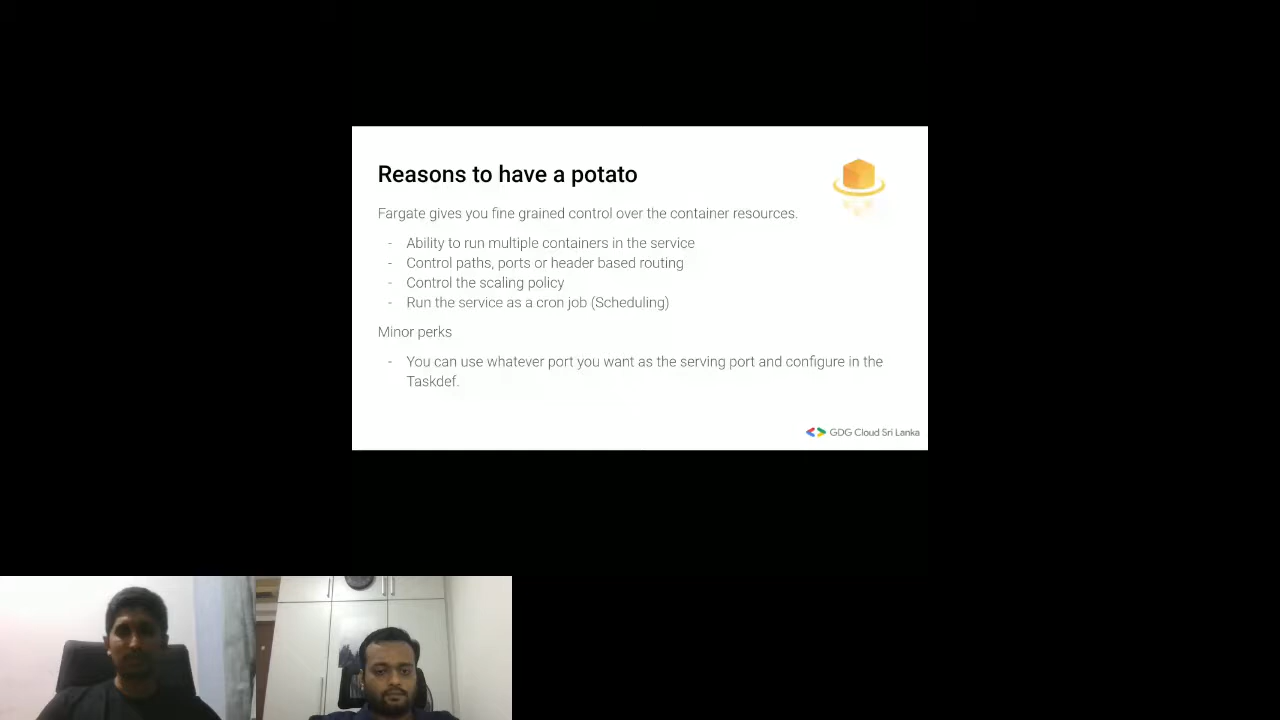 Reasons to have a potato
Fargate gives you fine grained control over the container resources.
- Ability to run multiple containers in the service
- Control paths, ports or header based routing
- Control the scaling policy
- Run the service as a cron job (Scheduling)
Minor perks
- You can use whatever port you want as the serving port and configure in the
Taskdef.
GDG Cloud Sri Lanka